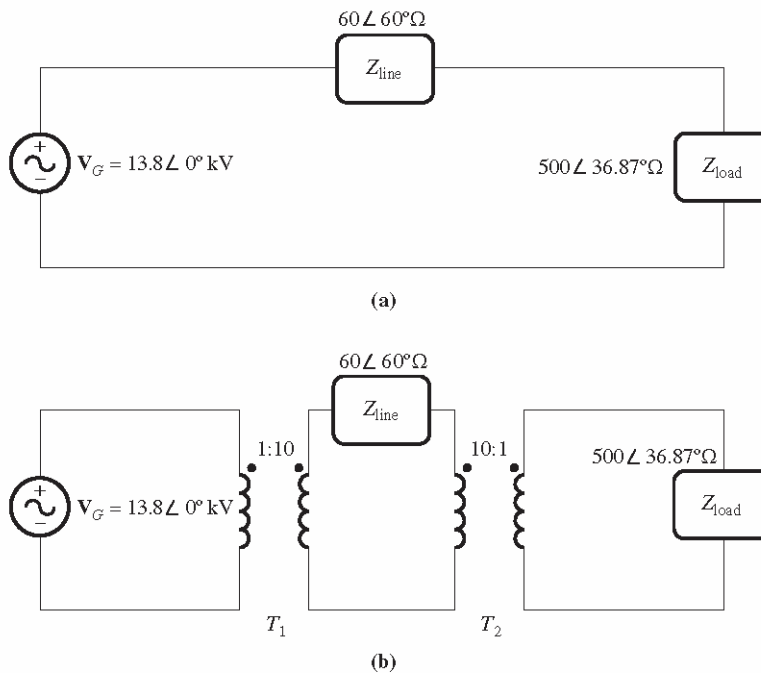 60∠60°Ω
Z_line
+
V_G = 13.8∠0° kV
−
500∠36.87°Ω
Z_load
(a)
60∠60°Ω
Z_line
1:10
10:1
500∠36.87°Ω
+
V_G = 13.8∠0° kV
−
Z_load
T_1
T_2
(b)